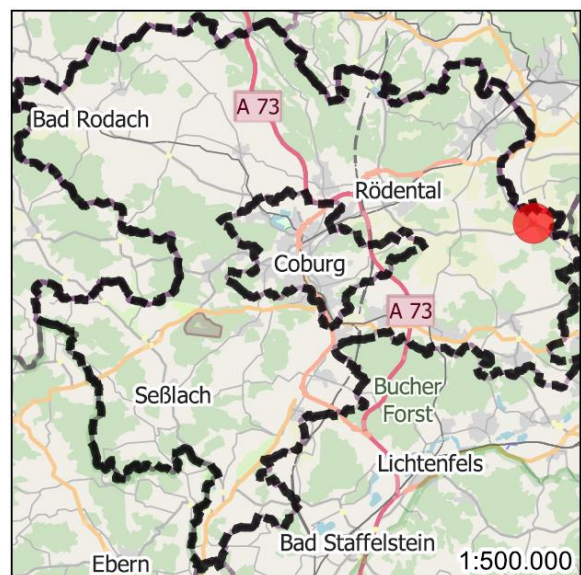 A 73
Bad Rodach
Rödental
Coburg
A 73
Seßlach
Bucher
Forst
Lichtenfels
Bad Staffelstein
Ebern
1:500.000